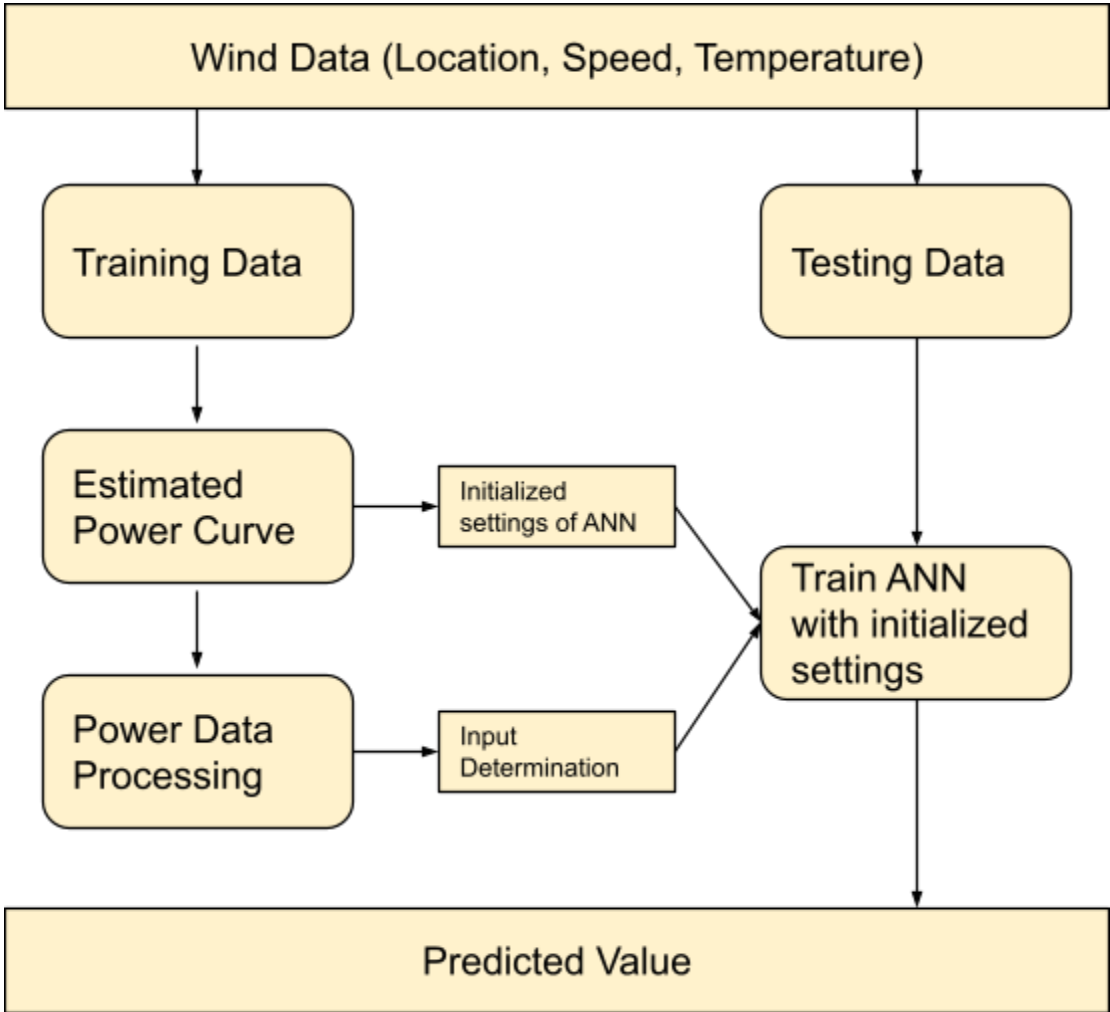 Wind Data (Location, Speed, Temperature)
Training Data
Testing Data
Estimated
Power Curve
Initialized
settings of ANN
Train ANN
with initialized
settings
Power Data
Processing
Input
Determination
Predicted Value